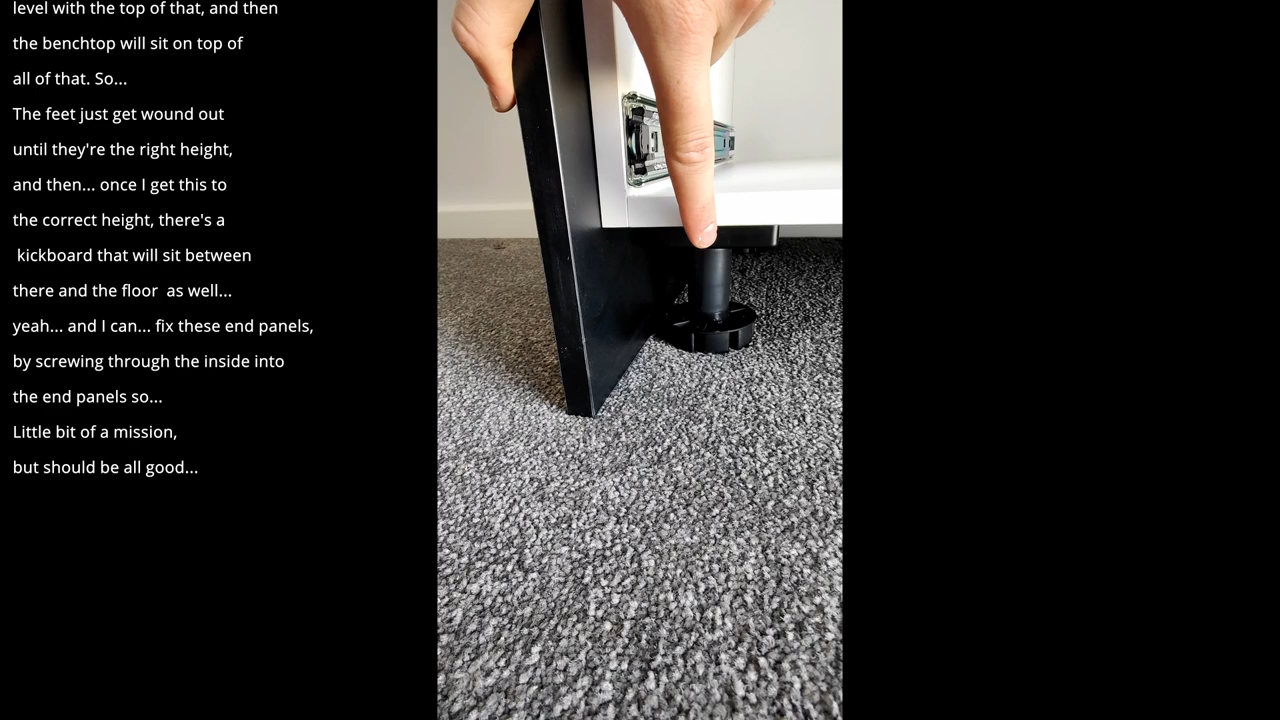 level with the top of that, and then
the benchtop will sit on top of
all of that. So...
The feet just get wound out
until they're the right height,
and then... once I get this to
the correct height, there's a
kickboard that will sit between
there and the floor as well...
yeah... and I can... fix these end panels,
by screwing through the inside into
the end panels so...
Little bit of a mission,
but should be all good...